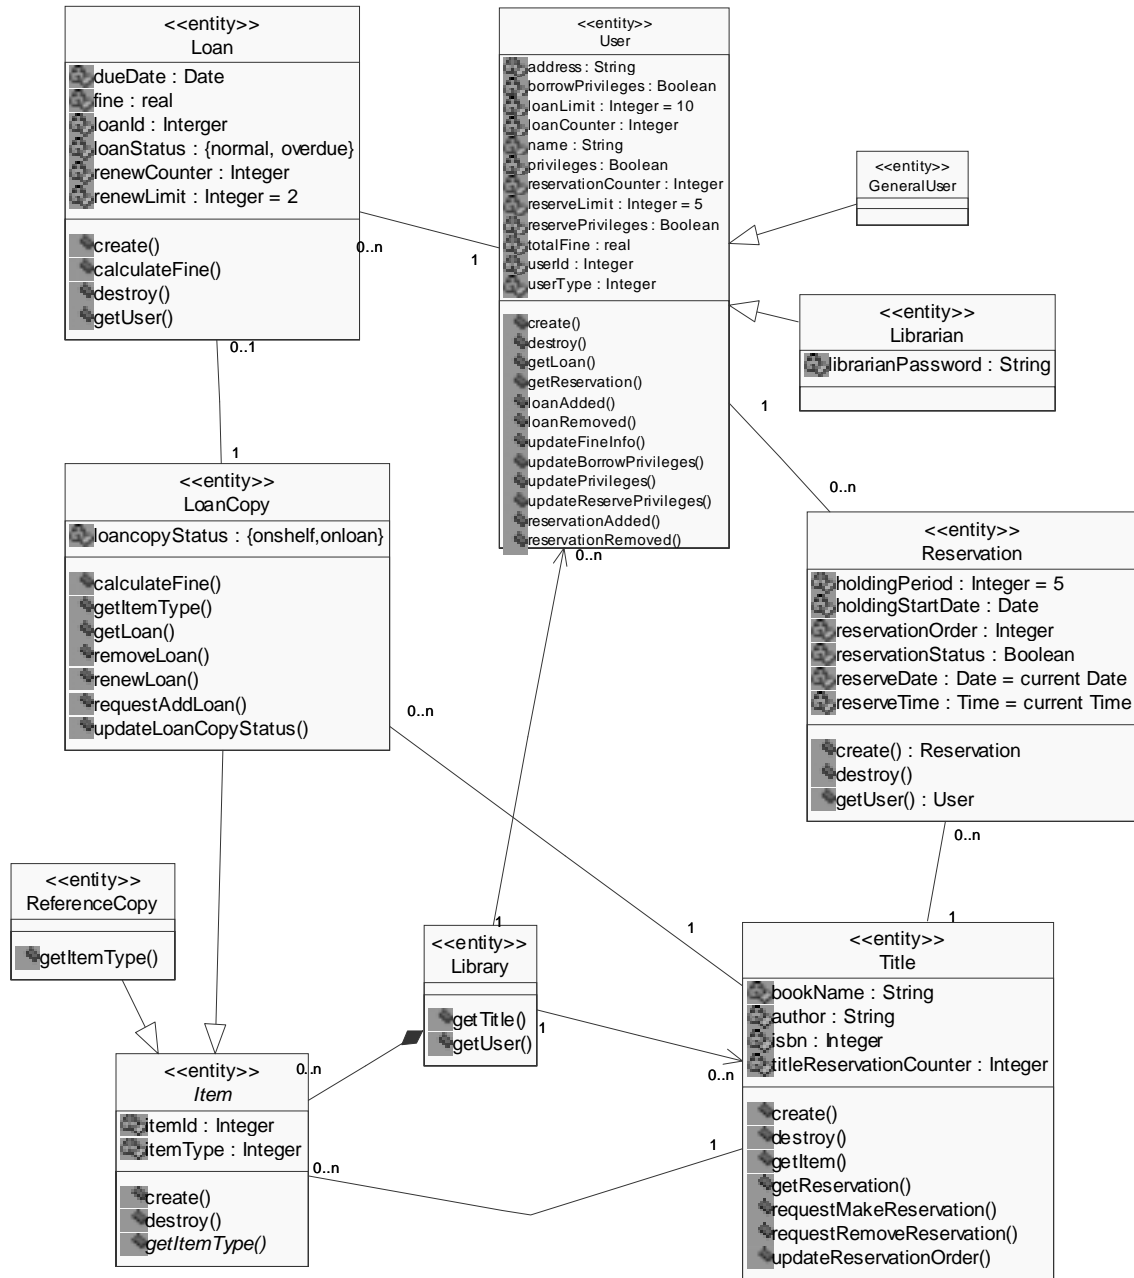 <<entity>>
Loan
dueDate : Date
fine : real
loanId : Interger
loanStatus : {normal, overdue}
renewCounter : Integer
renewLimit : Integer = 2
create()
calculateFine()
destroy()
getUser()
<<entity>>
User
address : String
borrowPrivileges : Boolean
loanLimit : Integer = 10
loanCounter : Integer
name : String
privileges : Boolean
reservationCounter : Integer
reserveLimit : Integer = 5
reservePrivileges : Boolean
totalFine : real
userId : Integer
userType : Integer
create()
destroy()
getLoan()
getReservation()
loanAdded()
loanRemoved()
updateFineInfo()
updateBorrowPrivileges()
updatePrivileges()
updateReservePrivileges()
reservationAdded()
reservationRemoved()
<<entity>>
GeneralUser
<<entity>>
Librarian
librarianPassword : String
0..n
1
0..1
1
1
0..n
0..n
<<entity>>
LoanCopy
loancopyStatus : {onshelf,onloan}
calculateFine()
getItemType()
getLoan()
removeLoan()
renewLoan()
requestAddLoan()
updateLoanCopyStatus()
<<entity>>
Reservation
holdingPeriod : Integer = 5
holdingStartDate : Date
reservationOrder : Integer
reservationStatus : Boolean
reserveDate : Date = current Date
reserveTime : Time = current Time
create() : Reservation
destroy()
getUser() : User
0..n
0..n
1
1
1
<<entity>>
ReferenceCopy
getItemType()
<<entity>>
Library
getTitle()
getUser()
1
0..n
0..n
<<entity>>
Title
bookName : String
author : String
isbn : Integer
titleReservationCounter : Integer
create()
destroy()
getItem()
getReservation()
requestMakeReservation()
requestRemoveReservation()
updateReservationOrder()
<<entity>>
Item
itemId : Integer
itemType : Integer
create()
destroy()
getItemType()
0..n
1